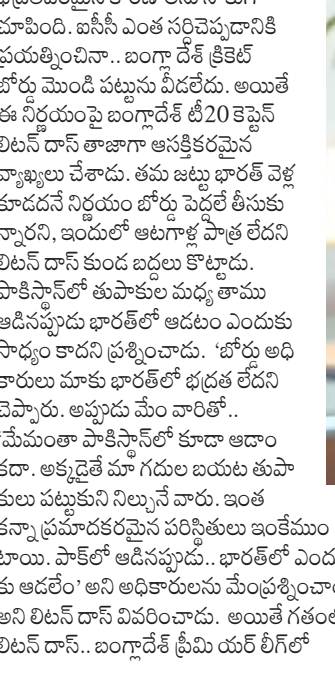 చూపింది. ఐసీసీ ఎంత సర్దిచెప్పడానికి
ప్రయత్నించినా.. బంగ్లా దేశ్ క్రికెట్
బోర్డు మొండి పట్టును వీడలేదు. అయితే
ఈ నిర్ణయంపై బంగ్లాదేశ్ టీ20 కెప్టెన్
లిటన్ దాస్ తాజాగా ఆసక్తికరమైన
వ్యాఖ్యలు చేశాడు. తమ జట్టు భారత్ వెళ్ల
కూడదనే నిర్ణయం బోర్డు పెద్దలే తీసుకు
న్నారని, ఇందులో ఆటగాళ్ల పాత్ర లేదని
లిటన్ దాస్ కుండ బద్దలు కొట్టాడు.
పాకిస్థాన్‌లో తుపాకుల మధ్య తాము
ఆడినప్పుడు భారత్‌లో ఆడటం ఎందుకు
సాధ్యం కాదని ప్రశ్నించాడు. ‘బోర్డు అధి
కారులు మాకు భారత్‌లో భద్రత లేదని
చెప్పారు. అప్పుడు మేం వారితో..
‘మేమంతా పాకిస్థాన్‌లో కూడా ఆడాం
కదా. అక్కడైతే మా గదుల బయట తుపా
కులు పట్టుకుని నిల్చునే వారు. ఇంత
కన్నా ప్రమాదకరమైన పరిస్థితులు ఇంకేముం
టాయి. పాక్‌లో ఆడినప్పుడు.. భారత్‌లో ఎందు
కు ఆడలేం’ అని అధికారులను మేంప్రశ్నించాం
అని లిటన్ దాస్ వివరించాడు. అయితే గతంలో
లిటన్ దాస్.. బంగ్లాదేశ్ ప్రీమి యర్ లీగ్‌లో